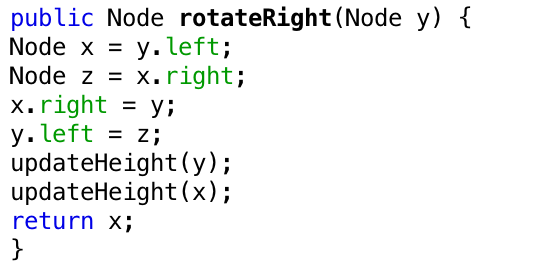 public Node rotateRight(Node y) {
Node x = y.left;
Node z = x.right;
x.right = y;
y.left = z;
updateHeight(y);
updateHeight(x);
return x;
}